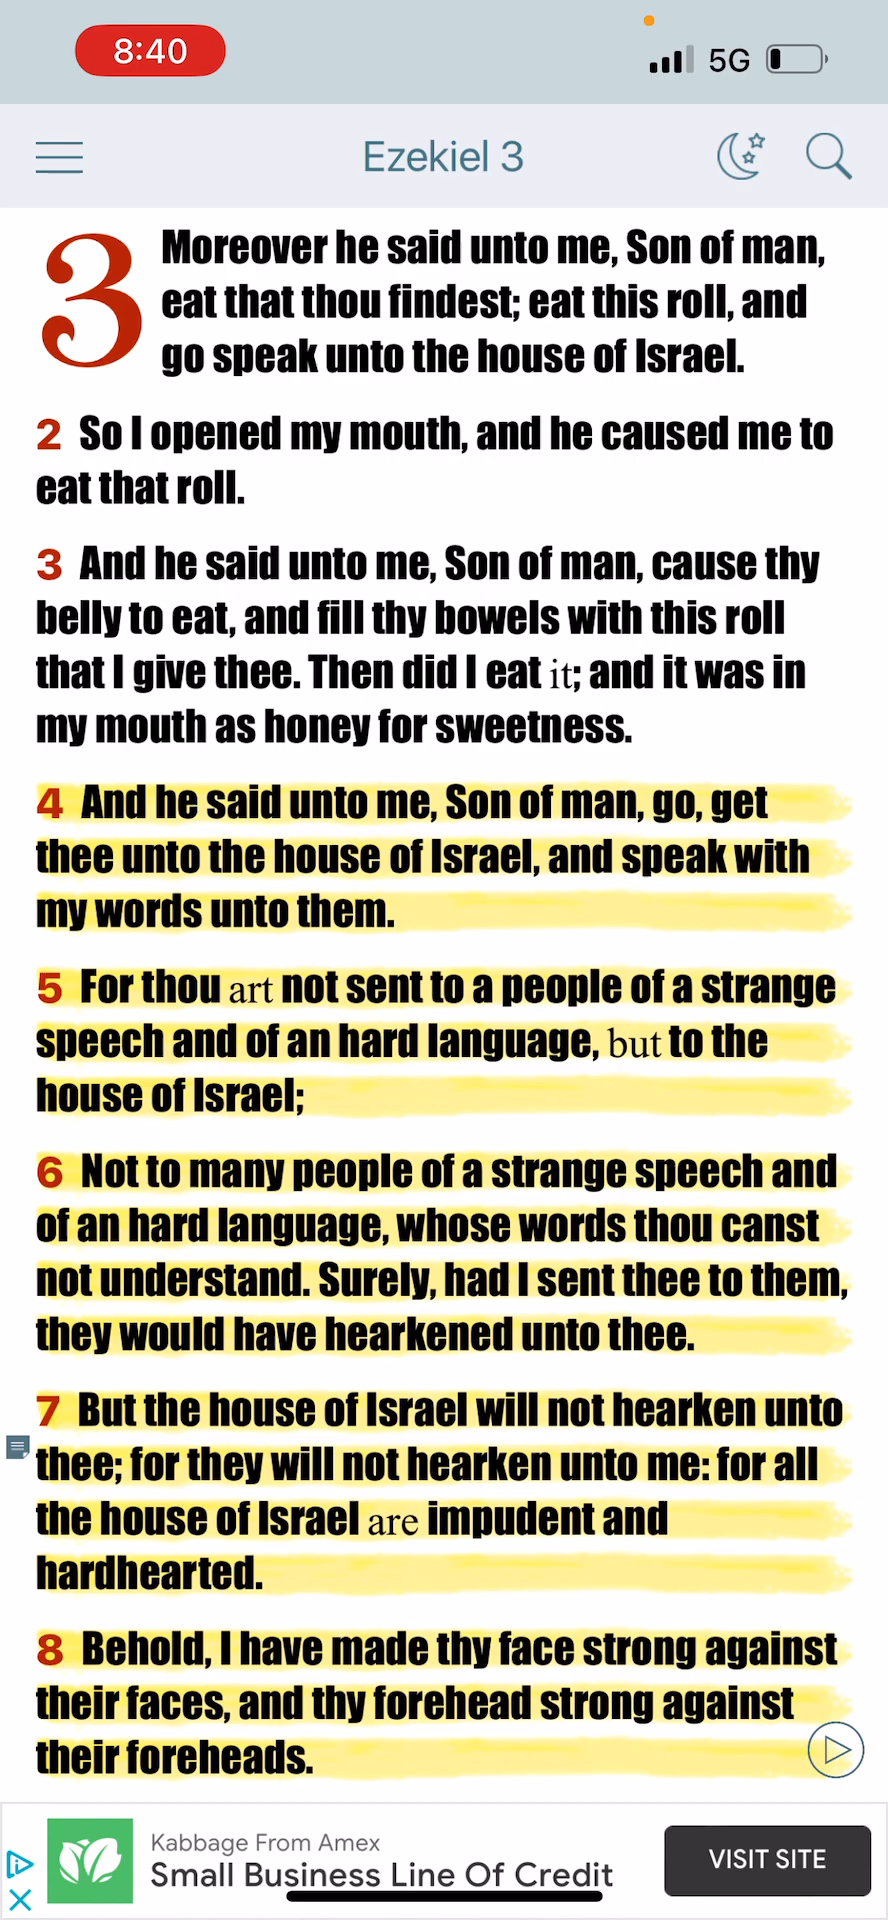 8:40
5G
Ezekiel 3
3 Moreover he said unto me, Son of man,
eat that thou findest; eat this roll, and
go speak unto the house of Israel.
2 So I opened my mouth, and he caused me to
eat that roll.
3 And he said unto me, Son of man, cause thy
belly to eat, and fill thy bowels with this roll
that I give thee. Then did I eat it; and it was in
my mouth as honey for sweetness.
4 And he said unto me, Son of man, go, get
thee unto the house of Israel, and speak with
my words unto them.
5 For thou art not sent to a people of a strange
speech and of an hard language, but to the
house of Israel;
6 Not to many people of a strange speech and
of an hard language, whose words thou canst
not understand. Surely, had I sent thee to them,
they would have hearkened unto thee.
7 But the house of Israel will not hearken unto
thee; for they will not hearken unto me: for all
the house of Israel are impudent and
hardhearted.
8 Behold, I have made thy face strong against
their faces, and thy forehead strong against
their foreheads.
Kabbage From Amex
Small Business Line Of Credit
VISIT SITE